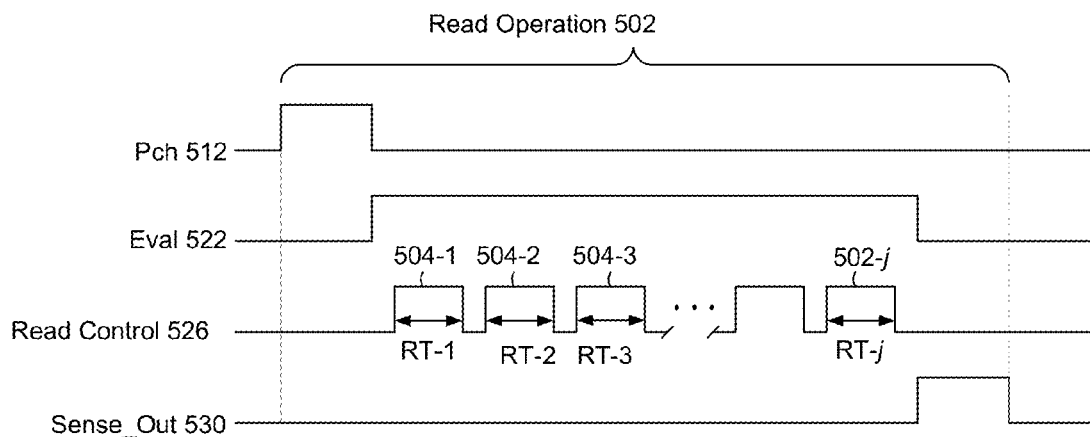 Read Operation 502
Pch 512
Eval 522
504-1 504-2 504-3 502-j
Read Control 526
RT-1 RT-2 RT-3 RT-j
Sense_Out 530